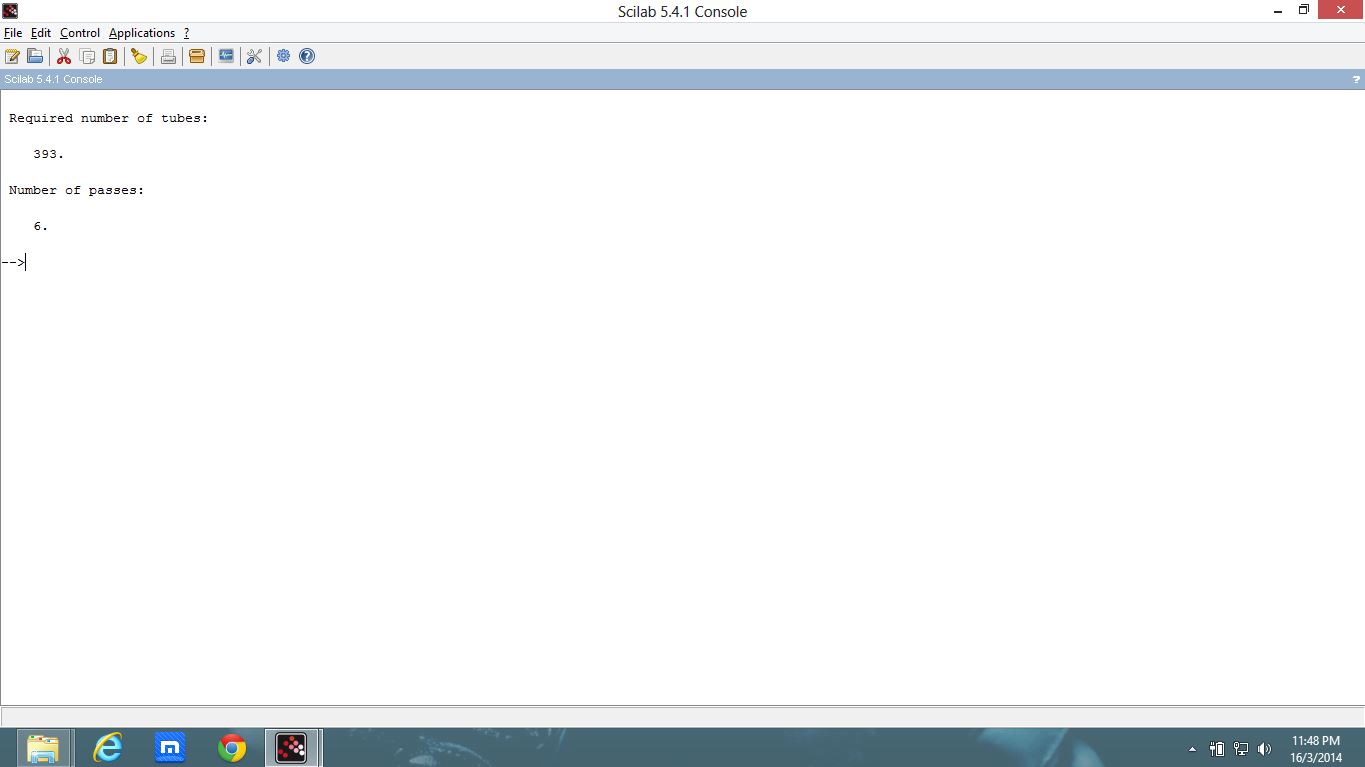 Scilab 5.4.1 Console
File Edit Control Applications ?
Scilab 5.4.1 Console ?
Required number of tubes:
393.
Number of passes:
6.
-->
m
11:48 PM
16/3/2014